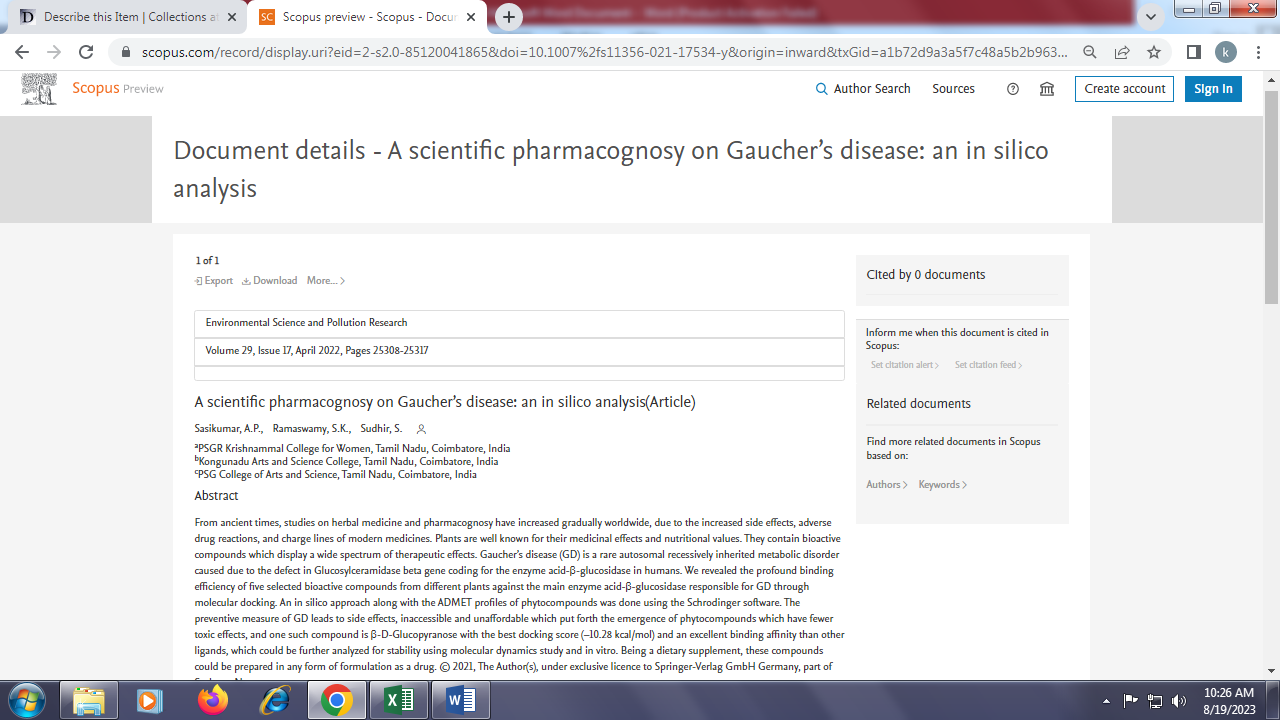 Describe this Item | Collections at
Scopus preview - Scopus - Docu
scopus.com/record/display.uri?eid=2-s2.0-85120041865&doi=10.1007%2fs11356-021-17534-y&origin=inward&txGid=a1b72d9a3a5f7c48a5b2b963...
k
Scopus Preview
Author Search
Sources
Create account
Sign in
Document details - A scientific pharmacognosy on Gaucher's disease: an in silico
analysis
1 of 1
Export
Download
More...
Environmental Science and Pollution Research
Volume 29, Issue 17, April 2022, Pages 25308-25317
A scientific pharmacognosy on Gaucher's disease: an in silico analysis(Article)
Sasikumar, A.P., Ramaswamy, S.K., Sudhir, S.
aPSGR Krishnammal College for Women, Tamil Nadu, Coimbatore, India
bKongunadu Arts and Science College, Tamil Nadu, Coimbatore, India
cPSG College of Arts and Science, Tamil Nadu, Coimbatore, India
Abstract
From ancient times, studies on herbal medicine and pharmacognosy have increased gradually worldwide, due to the increased side effects, adverse
drug reactions, and charge lines of modern medicines. Plants are well known for their medicinal effects and nutritional values. They contain bioactive
compounds which display a wide spectrum of therapeutic effects. Gaucher's disease (GD) is a rare autosomal recessively inherited metabolic disorder
caused due to the defect in Glucosylceramidase beta gene coding for the enzyme acid-β-glucosidase in humans. We revealed the profound binding
efficiency of five selected bioactive compounds from different plants against the main enzyme acid-β-glucosidase responsible for GD through
molecular docking. An in silico approach along with the ADMET profiles of phytocompounds was done using the Schrodinger software. The
preventive measure of GD leads to side effects, inaccessible and unaffordable which put forth the emergence of phytocompounds which have fewer
toxic effects, and one such compound is β-D-Glucopyranose with the best docking score (–10.28 kcal/mol) and an excellent binding affinity than other
ligands, which could be further analyzed for stability using molecular dynamics study and in vitro. Being a dietary supplement, these compounds
could be prepared in any form of formulation as a drug. © 2021, The Author(s), under exclusive licence to Springer-Verlag GmbH Germany, part of
Cited by 0 documents
Inform me when this document is cited in
Scopus:
Set citation alert
Set citation feed
Related documents
Find more related documents in Scopus
based on:
Authors
Keywords
10:26 AM
8/19/2023